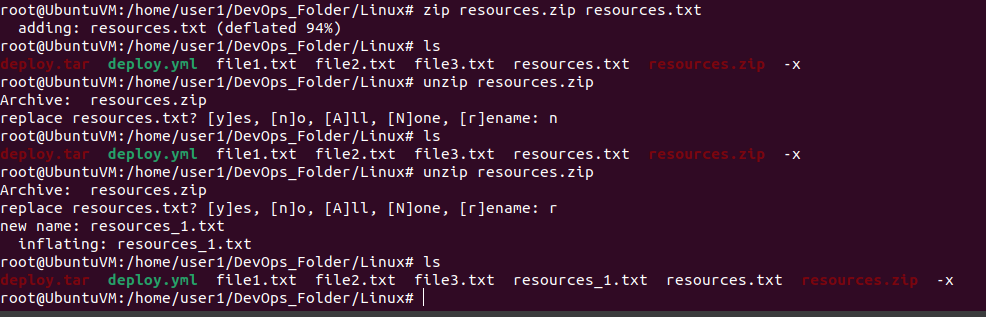 root@UbuntuVM:/home/user1/DevOps_Folder/Linux# zip resources.zip resources.txt
  adding: resources.txt (deflated 94%)
root@UbuntuVM:/home/user1/DevOps_Folder/Linux# ls
deploy.tar  deploy.yml  file1.txt  file2.txt  file3.txt  resources.txt  resources.zip  -x
root@UbuntuVM:/home/user1/DevOps_Folder/Linux# unzip resources.zip
Archive:  resources.zip
replace resources.txt? [y]es, [n]o, [A]ll, [N]one, [r]ename: n
root@UbuntuVM:/home/user1/DevOps_Folder/Linux# ls
deploy.tar  deploy.yml  file1.txt  file2.txt  file3.txt  resources.txt  resources.zip  -x
root@UbuntuVM:/home/user1/DevOps_Folder/Linux# unzip resources.zip
Archive:  resources.zip
replace resources.txt? [y]es, [n]o, [A]ll, [N]one, [r]ename: r
new name: resources_1.txt
  inflating: resources_1.txt
root@UbuntuVM:/home/user1/DevOps_Folder/Linux# ls
deploy.tar  deploy.yml  file1.txt  file2.txt  file3.txt  resources_1.txt  resources.txt  resources.zip  -x
root@UbuntuVM:/home/user1/DevOps_Folder/Linux#